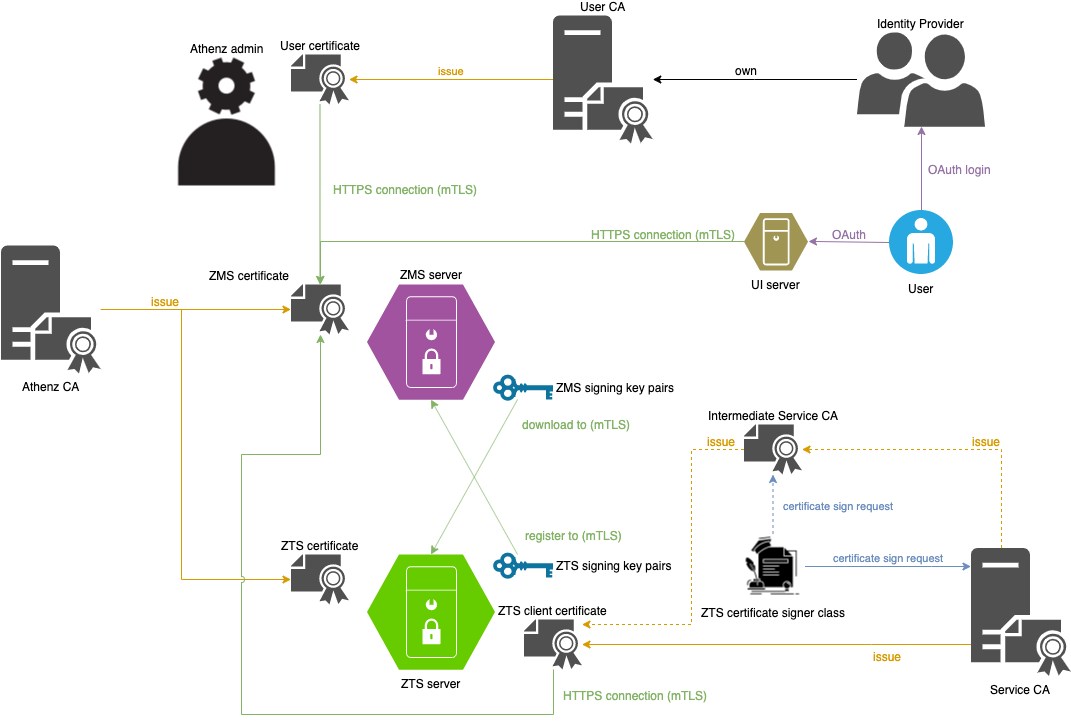 User CA
Identity Provider
Athenz admin
User certificate
issue
own
OAuth login
HTTPS connection (mTLS)
HTTPS connection (mTLS)
OAuth
ZMS certificate
ZMS server
UI server
User
issue
Athenz CA
ZMS signing key pairs
download to (mTLS)
Intermediate Service CA
issue
issue
certificate sign request
register to (mTLS)
ZTS certificate
certificate sign request
ZTS signing key pairs
ZTS client certificate
ZTS certificate signer class
issue
ZTS server
HTTPS connection (mTLS)
Service CA